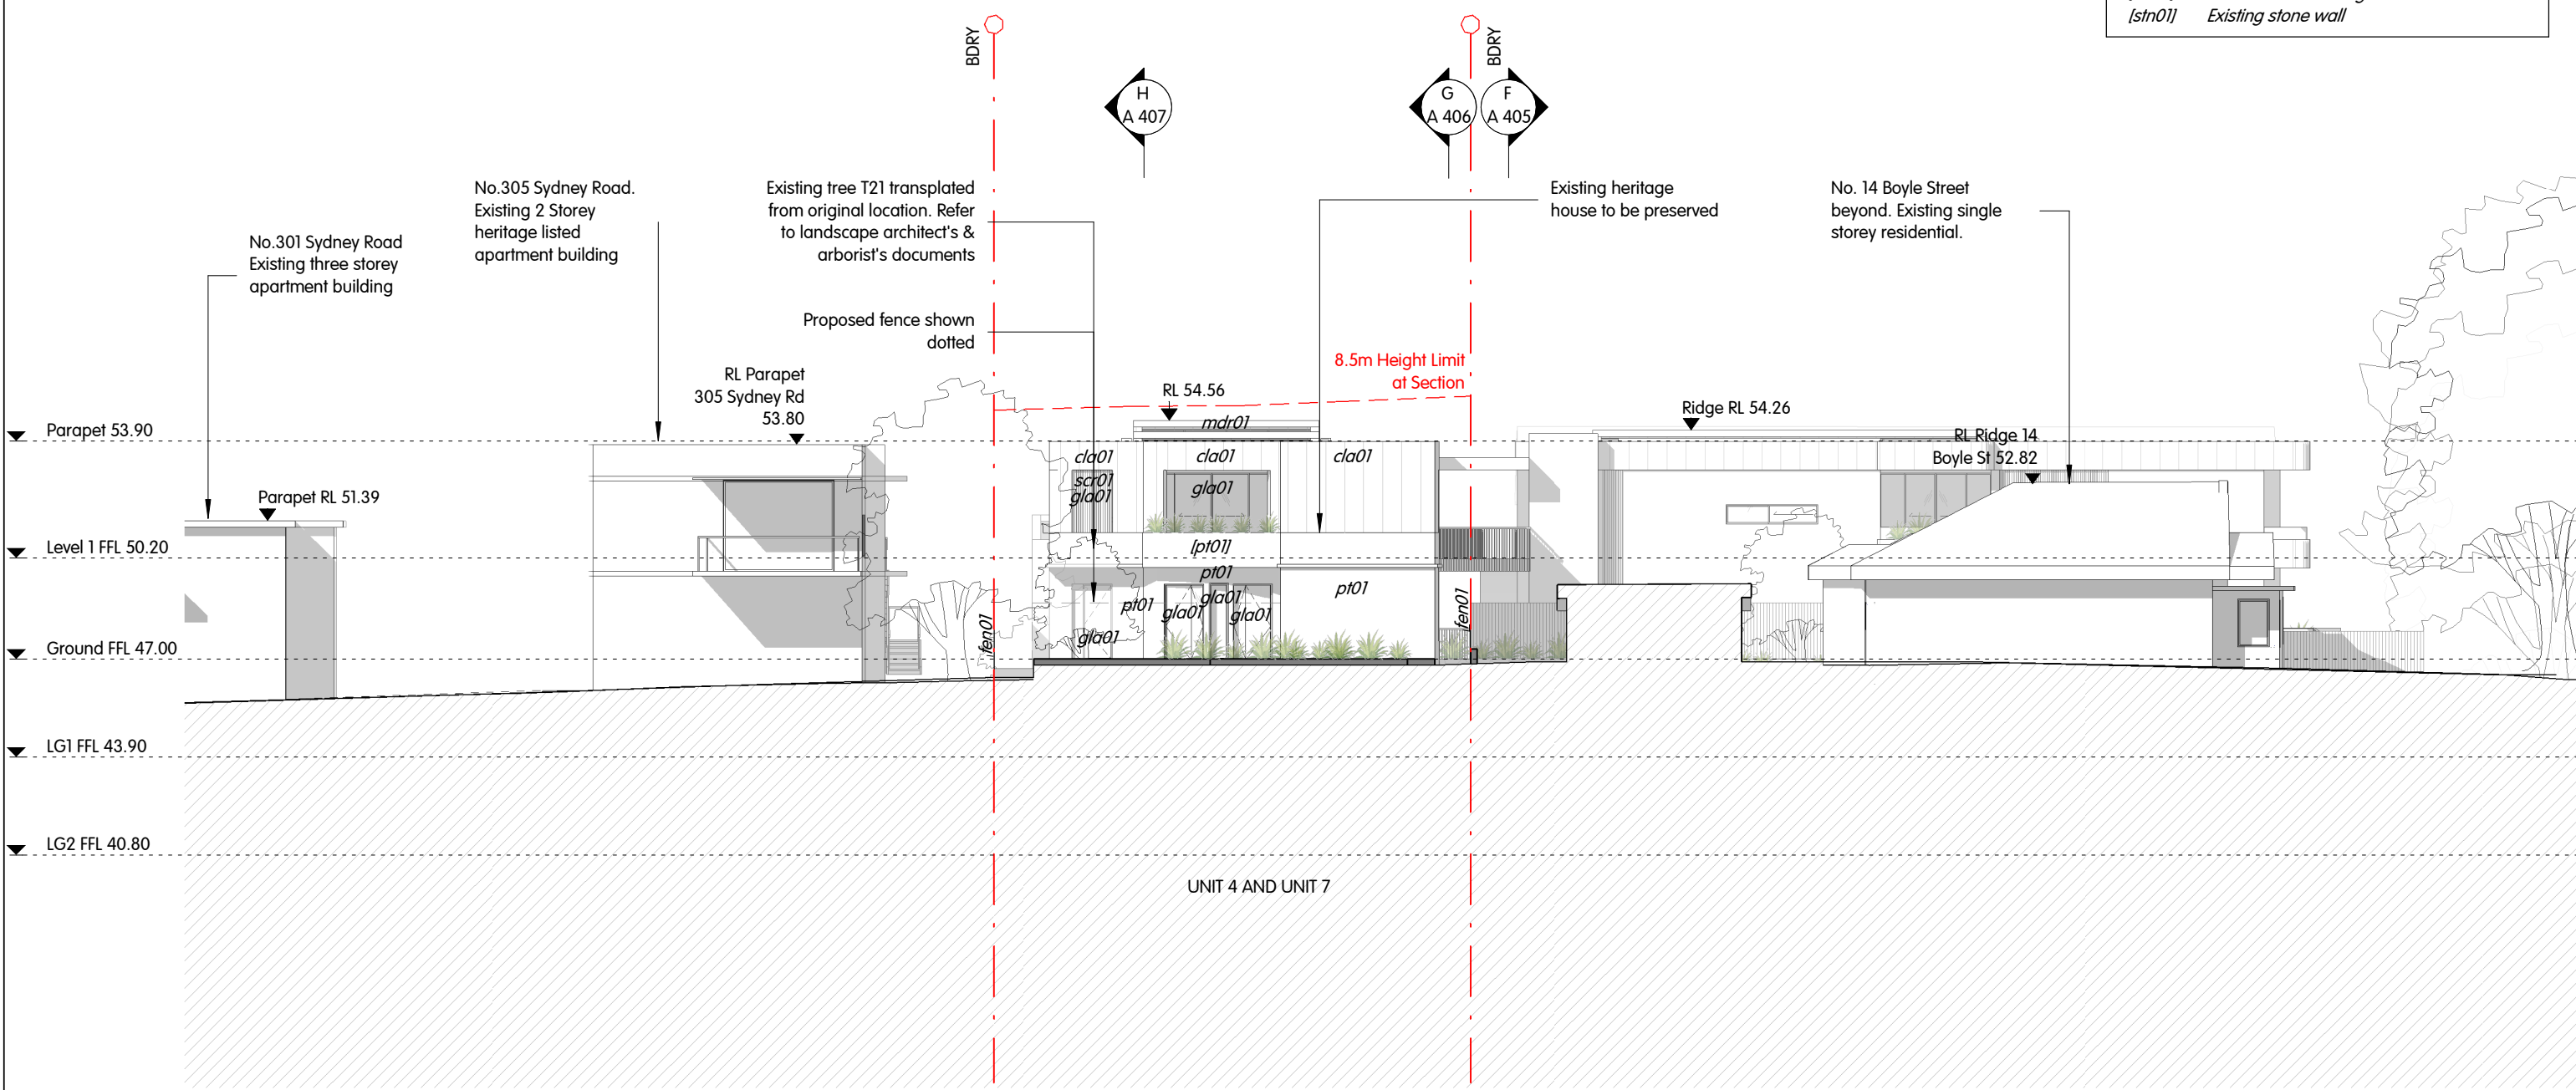 [stn01] Existing stone wall
BDRY
BDRY
H
A 407
G
A 406
F
A 405
No.301 Sydney Road
Existing three storey
apartment building
No.305 Sydney Road.
Existing 2 Storey
heritage listed
apartment building
Existing tree T21 transplated
from original location. Refer
to landscape architect's &
arborist's documents
Proposed fence shown
dotted
Existing heritage
house to be preserved
No. 14 Boyle Street
beyond. Existing single
storey residential.
8.5m Height Limit
at Section
RL Parapet
305 Sydney Rd
53.80
RL 54.56
Ridge RL 54.26
RL Ridge 14
Boyle St 52.82
Parapet RL 51.39
Parapet 53.90
Level 1 FFL 50.20
Ground FFL 47.00
LG1 FFL 43.90
LG2 FFL 40.80
mdr01
cla01
cla01
cla01
scr01
gla01
gla01
[pt01]
pt01
pt01
pt01
gla01
gla01
gla01
gla01
fen01
fen01
UNIT 4 AND UNIT 7